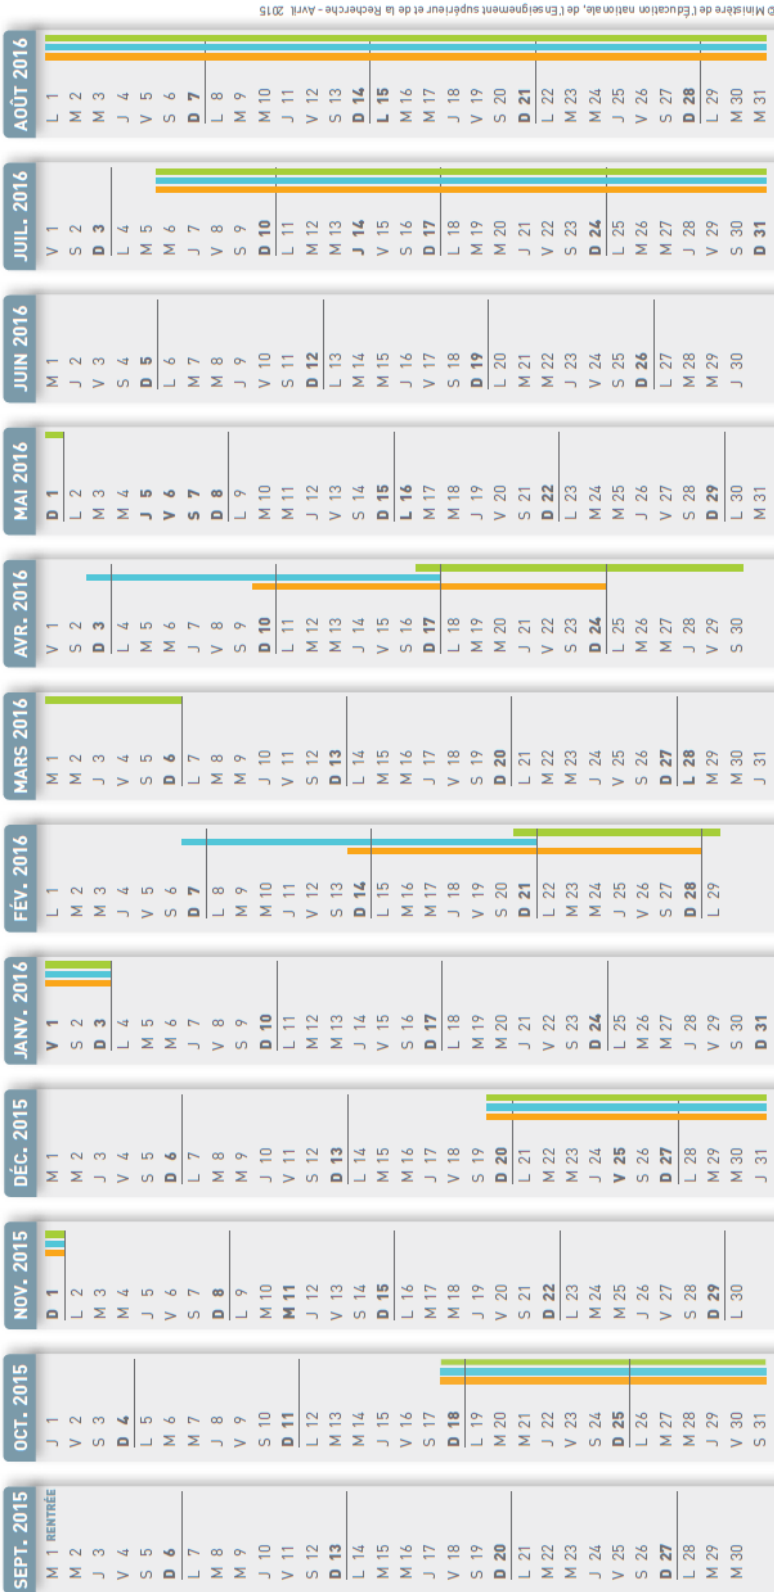 SEPT. 2015
M 1 RENTRÉE
M 2
J 3
V 4
S 5
D 6
L 7
M 8
M 9
J 10
V 11
S 12
D 13
L 14
M 15
M 16
J 17
V 18
S 19
D 20
L 21
M 22
M 23
J 24
V 25
S 26
D 27
L 28
M 29
M 30
OCT. 2015
J 1
V 2
S 3
D 4
L 5
M 6
M 7
J 8
V 9
S 10
D 11
L 12
M 13
M 14
J 15
V 16
S 17
D 18
L 19
M 20
M 21
J 22
V 23
S 24
D 25
L 26
M 27
M 28
J 29
V 30
S 31
NOV. 2015
D 1
L 2
M 3
M 4
J 5
V 6
S 7
D 8
L 9
M 10
M 11
J 12
V 13
S 14
D 15
L 16
M 17
M 18
J 19
V 20
S 21
D 22
L 23
M 24
M 25
J 26
V 27
S 28
D 29
L 30
DÉC. 2015
M 1
M 2
J 3
V 4
S 5
D 6
L 7
M 8
M 9
J 10
V 11
S 12
D 13
L 14
M 15
M 16
J 17
V 18
S 19
D 20
L 21
M 22
M 23
J 24
V 25
S 26
D 27
L 28
M 29
M 30
J 31
JANV. 2016
V 1
S 2
D 3
L 4
M 5
M 6
J 7
V 8
S 9
D 10
L 11
M 12
M 13
J 14
V 15
S 16
D 17
L 18
M 19
M 20
J 21
V 22
S 23
D 24
L 25
M 26
M 27
J 28
V 29
S 30
D 31
FÉV. 2016
L 1
M 2
M 3
J 4
V 5
S 6
D 7
L 8
M 9
M 10
J 11
V 12
S 13
D 14
L 15
M 16
M 17
J 18
V 19
S 20
D 21
L 22
M 23
M 24
J 25
V 26
S 27
D 28
L 29
MARS 2016
M 1
M 2
J 3
V 4
S 5
D 6
L 7
M 8
M 9
J 10
V 11
S 12
D 13
L 14
M 15
M 16
J 17
V 18
S 19
D 20
L 21
M 22
M 23
J 24
V 25
S 26
D 27
L 28
M 29
M 30
J 31
AVR. 2016
V 1
S 2
D 3
L 4
M 5
M 6
J 7
V 8
S 9
D 10
L 11
M 12
M 13
J 14
V 15
S 16
D 17
L 18
M 19
M 20
J 21
V 22
S 23
D 24
L 25
M 26
M 27
J 28
V 29
S 30
MAI 2016
D 1
L 2
M 3
M 4
J 5
V 6
S 7
D 8
L 9
M 10
M 11
J 12
V 13
S 14
D 15
L 16
M 17
M 18
J 19
V 20
S 21
D 22
L 23
M 24
M 25
J 26
V 27
S 28
D 29
L 30
M 31
JUIN 2016
M 1
J 2
V 3
S 4
D 5
L 6
M 7
M 8
J 9
V 10
S 11
D 12
L 13
M 14
M 15
J 16
V 17
S 18
D 19
L 20
M 21
M 22
J 23
V 24
S 25
D 26
L 27
M 28
M 29
J 30
JUIL. 2016
V 1
S 2
D 3
L 4
M 5
M 6
J 7
V 8
S 9
D 10
L 11
M 12
M 13
J 14
V 15
S 16
D 17
L 18
M 19
M 20
J 21
V 22
S 23
D 24
L 25
M 26
M 27
J 28
V 29
S 30
D 31
AOÛT 2016
L 1
M 2
M 3
J 4
V 5
S 6
D 7
L 8
M 9
M 10
J 11
V 12
S 13
D 14
L 15
M 16
M 17
J 18
V 19
S 20
D 21
L 22
M 23
M 24
J 25
V 26
S 27
D 28
L 29
M 30
M 31
© Ministère de l'Éducation nationale, de l'Enseignement supérieur et de la Recherche - Avril 2015